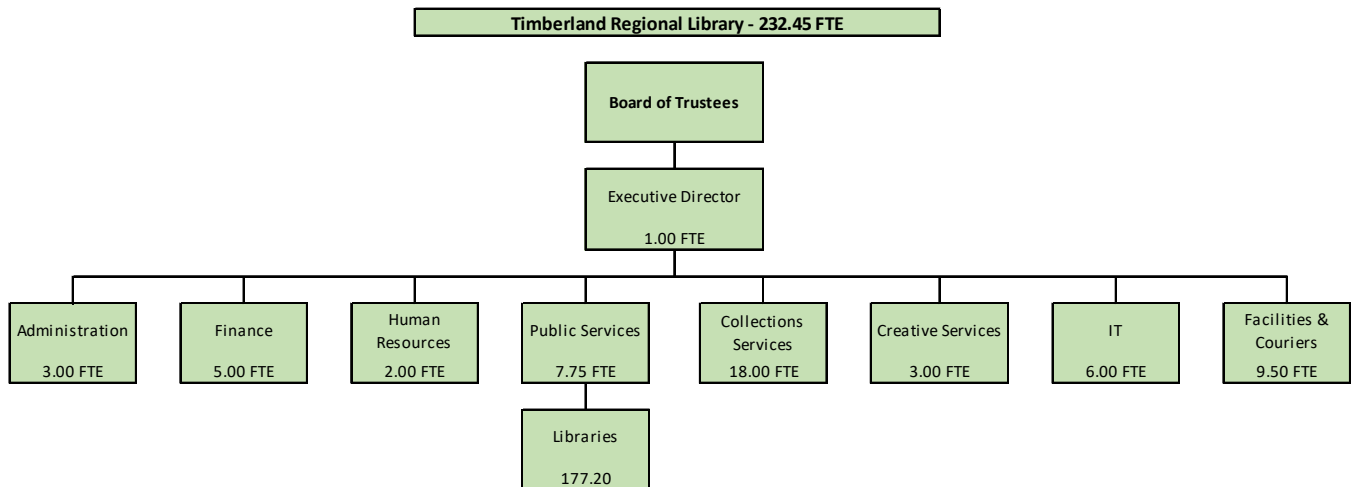 Timberland Regional Library - 232.45 FTE
Board of Trustees
Executive Director
1.00 FTE
Administration
3.00 FTE
Finance
5.00 FTE
Human
Resources
2.00 FTE
Public Services
7.75 FTE
Collections
Services
18.00 FTE
Creative Services
3.00 FTE
IT
6.00 FTE
Facilities &
Couriers
9.50 FTE
Libraries
177.20